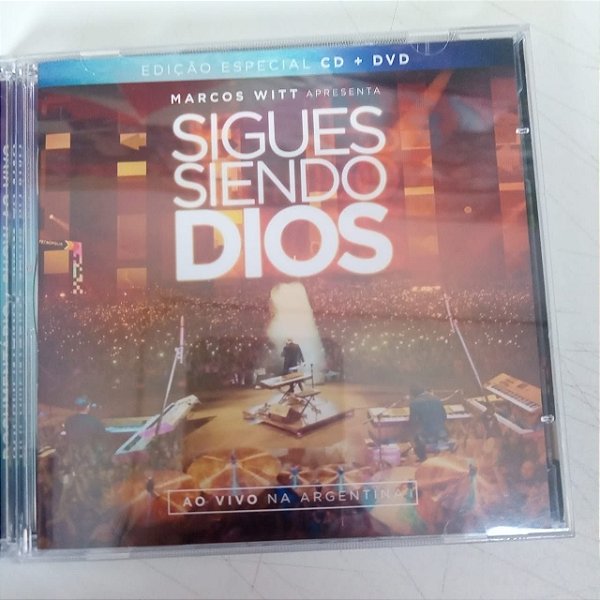 EDIÇÃO ESPECIAL CD + DVD
MARCOS WITT APRESENTA
SIGUES
SIENDO
DIOS
AO VIVO NA ARGENTINA